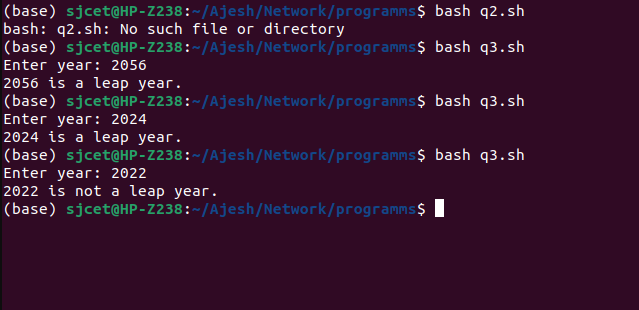 (base) sjcet@HP-Z238:~/Ajesh/Network/programms$ bash q2.sh
bash: q2.sh: No such file or directory
(base) sjcet@HP-Z238:~/Ajesh/Network/programms$ bash q3.sh
Enter year: 2056
2056 is a leap year.
(base) sjcet@HP-Z238:~/Ajesh/Network/programms$ bash q3.sh
Enter year: 2024
2024 is a leap year.
(base) sjcet@HP-Z238:~/Ajesh/Network/programms$ bash q3.sh
Enter year: 2022
2022 is not a leap year.
(base) sjcet@HP-Z238:~/Ajesh/Network/programms$